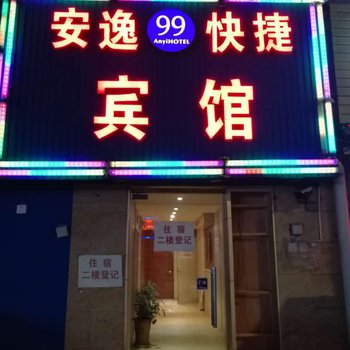 安逸 99 快捷
AnyiHOTEL
宾馆
住宿
二楼登记
住宿
二楼登记